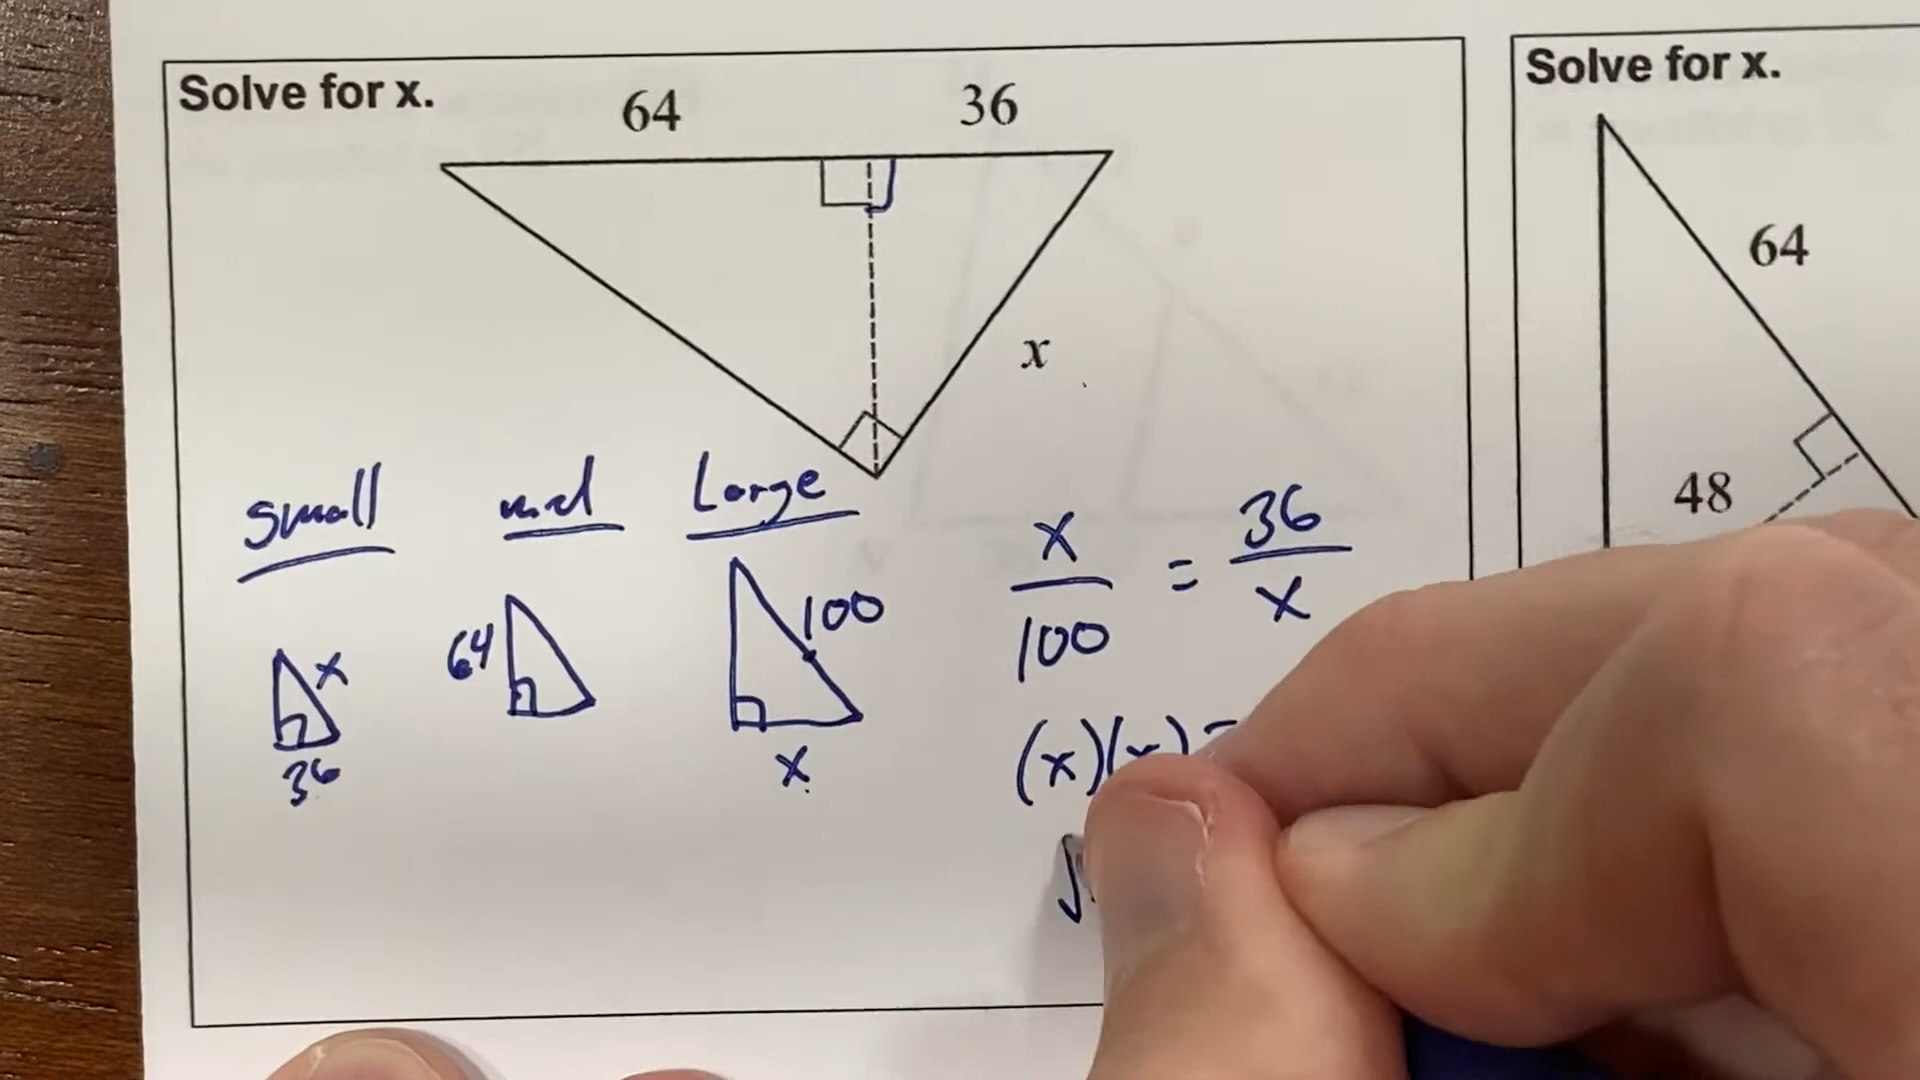 Solve for x.
64 36
x
small mid Large
x 36
— = —
100 x
64 x 100
36 x
(x)(x) =
√
Solve for x.
64
48